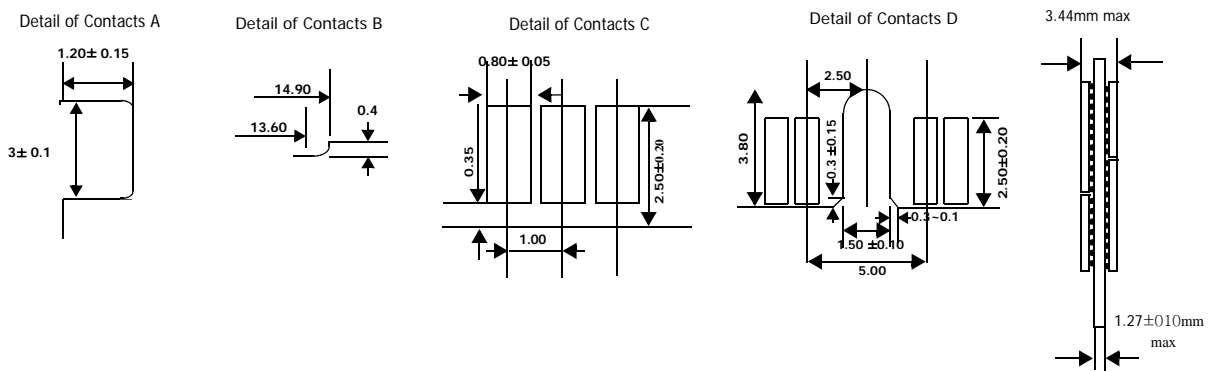 Detail of Contacts A
1.20± 0.15
3± 0.1
Detail of Contacts B
14.90
13.60
0.4
Detail of Contacts C
0.80± 0.05
0.35
2.50±0.20
1.00
Detail of Contacts D
2.50
3.80
0.3 ±0.15
2.50±0.20
0.3~0.1
1.50 ±0.10
5.00
3.44mm max
1.27±010mm
max